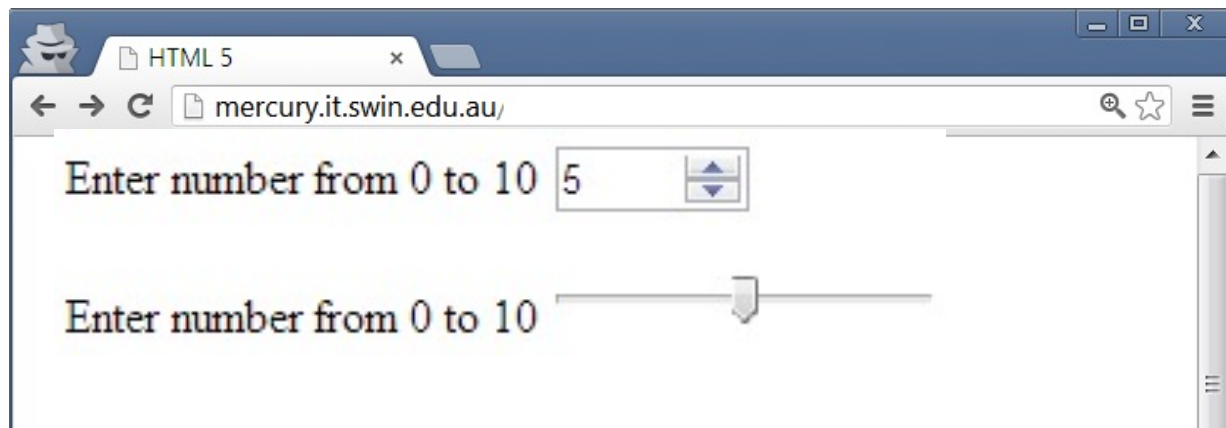 HTML 5
mercury.it.swin.edu.au/
Enter number from 0 to 10 5
Enter number from 0 to 10